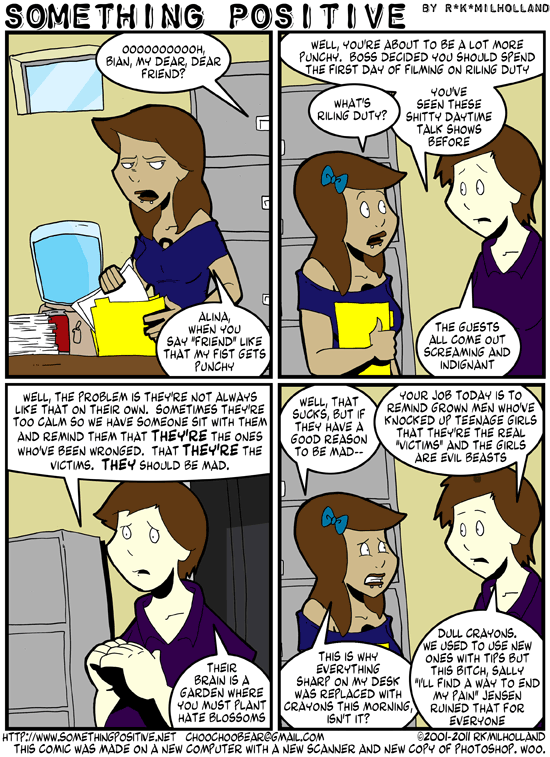 SOMETHING POSITIVE
BY R*K*MILHOLLAND
OOOOOOOOOOH,
BIAN, MY DEAR, DEAR
FRIEND?
ALINA,
WHEN YOU
SAY "FRIEND" LIKE
THAT MY FIST GETS
PUNCHY
WELL, YOU'RE ABOUT TO BE A LOT MORE
PUNCHY. BOSS DECIDED YOU SHOULD SPEND
THE FIRST DAY OF FILMING ON RILING DUTY
WHAT'S
RILING DUTY?
YOU'VE
SEEN THESE
SHITTY DAYTIME
TALK SHOWS
BEFORE
THE GUESTS
ALL COME OUT
SCREAMING AND
INDIGNANT
WELL, THE PROBLEM IS THEY'RE NOT ALWAYS
LIKE THAT ON THEIR OWN. SOMETIMES THEY'RE
TOO CALM SO WE HAVE SOMEONE SIT WITH THEM
AND REMIND THEM THAT THEY'RE THE ONES
WHO'VE BEEN WRONGED. THAT THEY'RE THE
VICTIMS. THEY SHOULD BE MAD.
THEIR
BRAIN IS A
GARDEN WHERE
YOU MUST PLANT
HATE BLOSSOMS
WELL, THAT
SUCKS, BUT IF
THEY HAVE A
GOOD REASON
TO BE MAD--
YOUR JOB TODAY IS TO
REMIND GROWN MEN WHO'VE
KNOCKED UP TEENAGE GIRLS
THAT THEY'RE THE REAL
"VICTIMS" AND THE GIRLS
ARE EVIL BEASTS
THIS IS WHY
EVERYTHING
SHARP ON MY DESK
WAS REPLACED WITH
CRAYONS THIS MORNING,
ISN'T IT?
DULL CRAYONS.
WE USED TO USE NEW
ONES WITH TIPS BUT
THIS BITCH, SALLY
"I'LL FIND A WAY TO END
MY PAIN" JENSEN
RUINED THAT FOR
EVERYONE
HTTP://WWW.SOMETHINGPOSITIVE.NET CHOOCHOOBEAR@GMAIL.COM ©2001-2011 RKMILHOLLAND
THIS COMIC WAS MADE ON A NEW COMPUTER WITH A NEW SCANNER AND NEW COPY OF PHOTOSHOP. WOO.